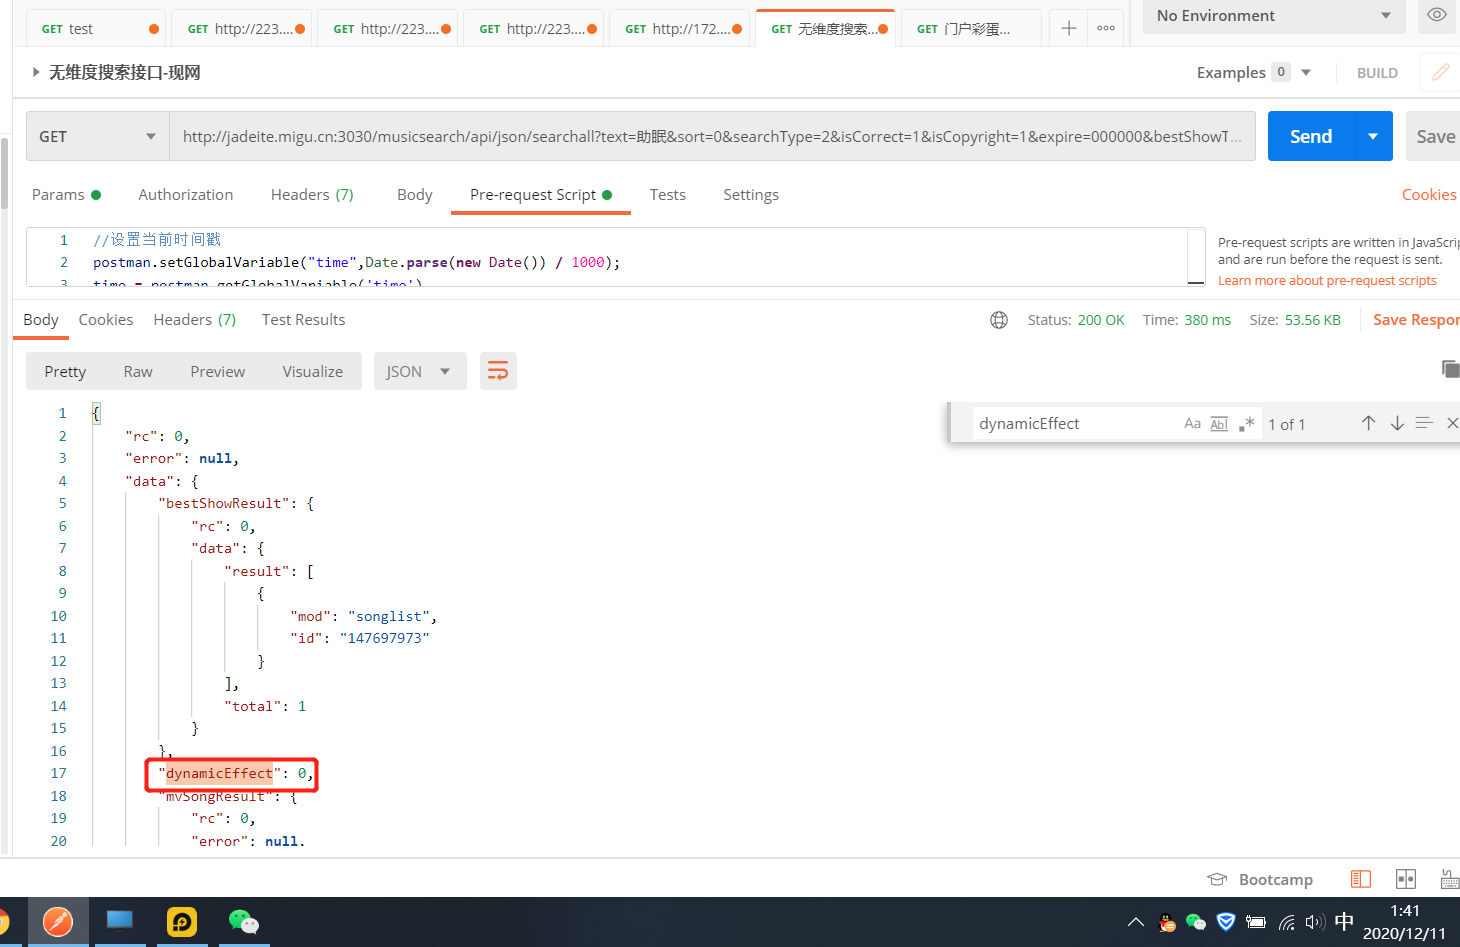 GET test GET http://223.... GET http://223.... GET http://223.... GET http://172.... GET 无维度搜索... GET 门户彩蛋... No Environment
无维度搜索接口-现网 Examples 0 BUILD
GET http://jadeite.migu.cn:3030/musicsearch/api/json/searchall?text=助眠&sort=0&searchType=2&isCorrect=1&isCopyright=1&expire=000000&bestShowT... Send Save
Params Authorization Headers (7) Body Pre-request Script Tests Settings Cookies
1 //设置当前时间戳
2 postman.setGlobalVariable("time",Date.parse(new Date()) / 1000);
3 time = postman.getGlobalVariable('time')
Pre-request scripts are written in JavaScrip
and are run before the request is sent.
Learn more about pre-request scripts
Body Cookies Headers (7) Test Results Status: 200 OK Time: 380 ms Size: 53.56 KB Save Respor
Pretty Raw Preview Visualize JSON
dynamicEffect Aa Abl .* 1 of 1
1 {
2 "rc": 0,
3 "error": null,
4 "data": {
5 "bestShowResult": {
6 "rc": 0,
7 "data": {
8 "result": [
9 {
10 "mod": "songlist",
11 "id": "147697973"
12 }
13 ],
14 "total": 1
15 }
16 },
17 "dynamicEffect": 0,
18 "mvSongResult": {
19 "rc": 0,
20 "error": null,
Bootcamp
中 1:41
2020/12/11